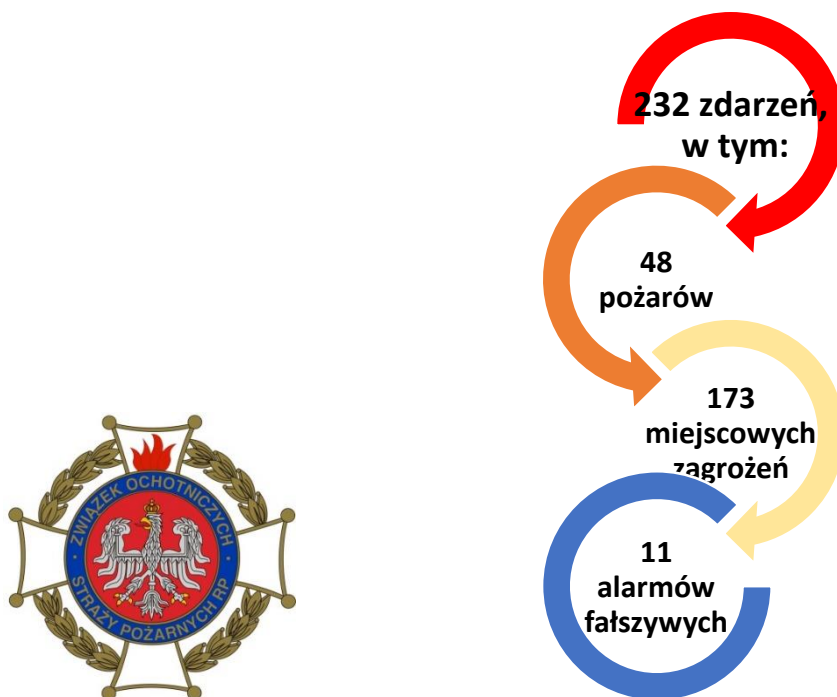 232 zdarzeń,
w tym:
48
pożarów
173
miejscowych
zagrożeń
11
alarmów
fałszywych
ZWIĄZEK OCHOTNICZYCH
STRAŻY POŻARNYCH RP